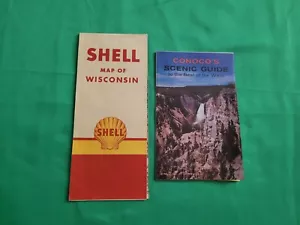 SHELL
MAP OF
WISCONSIN
SHELL
CONOCO'S
SCENIC GUIDE